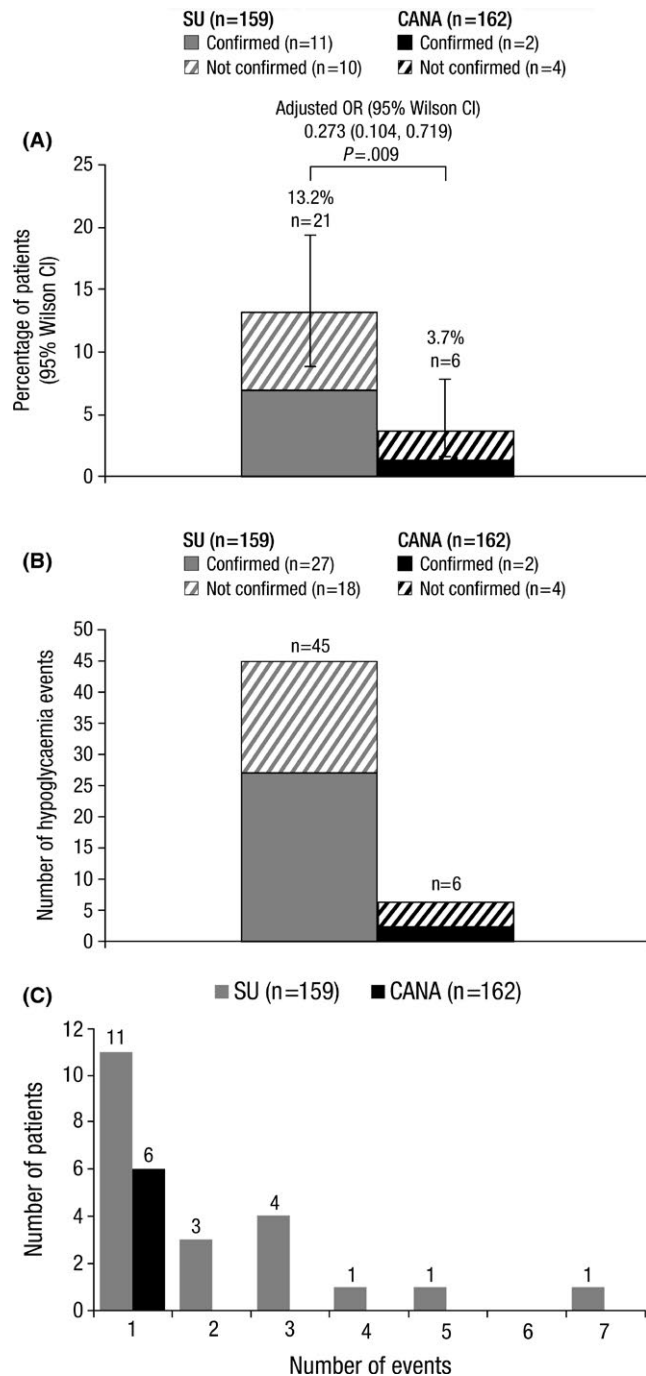 SU (n=159) CANA (n=162)
Confirmed (n=11) Confirmed (n=2)
Not confirmed (n=10) Not confirmed (n=4)
Adjusted OR (95% Wilson CI)
0.273 (0.104, 0.719)
P=.009
(A)
Percentage of patients
(95% Wilson CI)
25
20
15
10
5
0
13.2%
n=21
3.7%
n=6
SU (n=159) CANA (n=162)
(B)
Confirmed (n=27) Confirmed (n=2)
Not confirmed (n=18) Not confirmed (n=4)
Number of hypoglycaemia events
50
45
40
35
30
25
20
15
10
5
0
n=45
n=6
(C)
SU (n=159) CANA (n=162)
Number of patients
12
10
8
6
4
2
0
11
6
3
4
1
1
1
1 2 3 4 5 6 7
Number of events